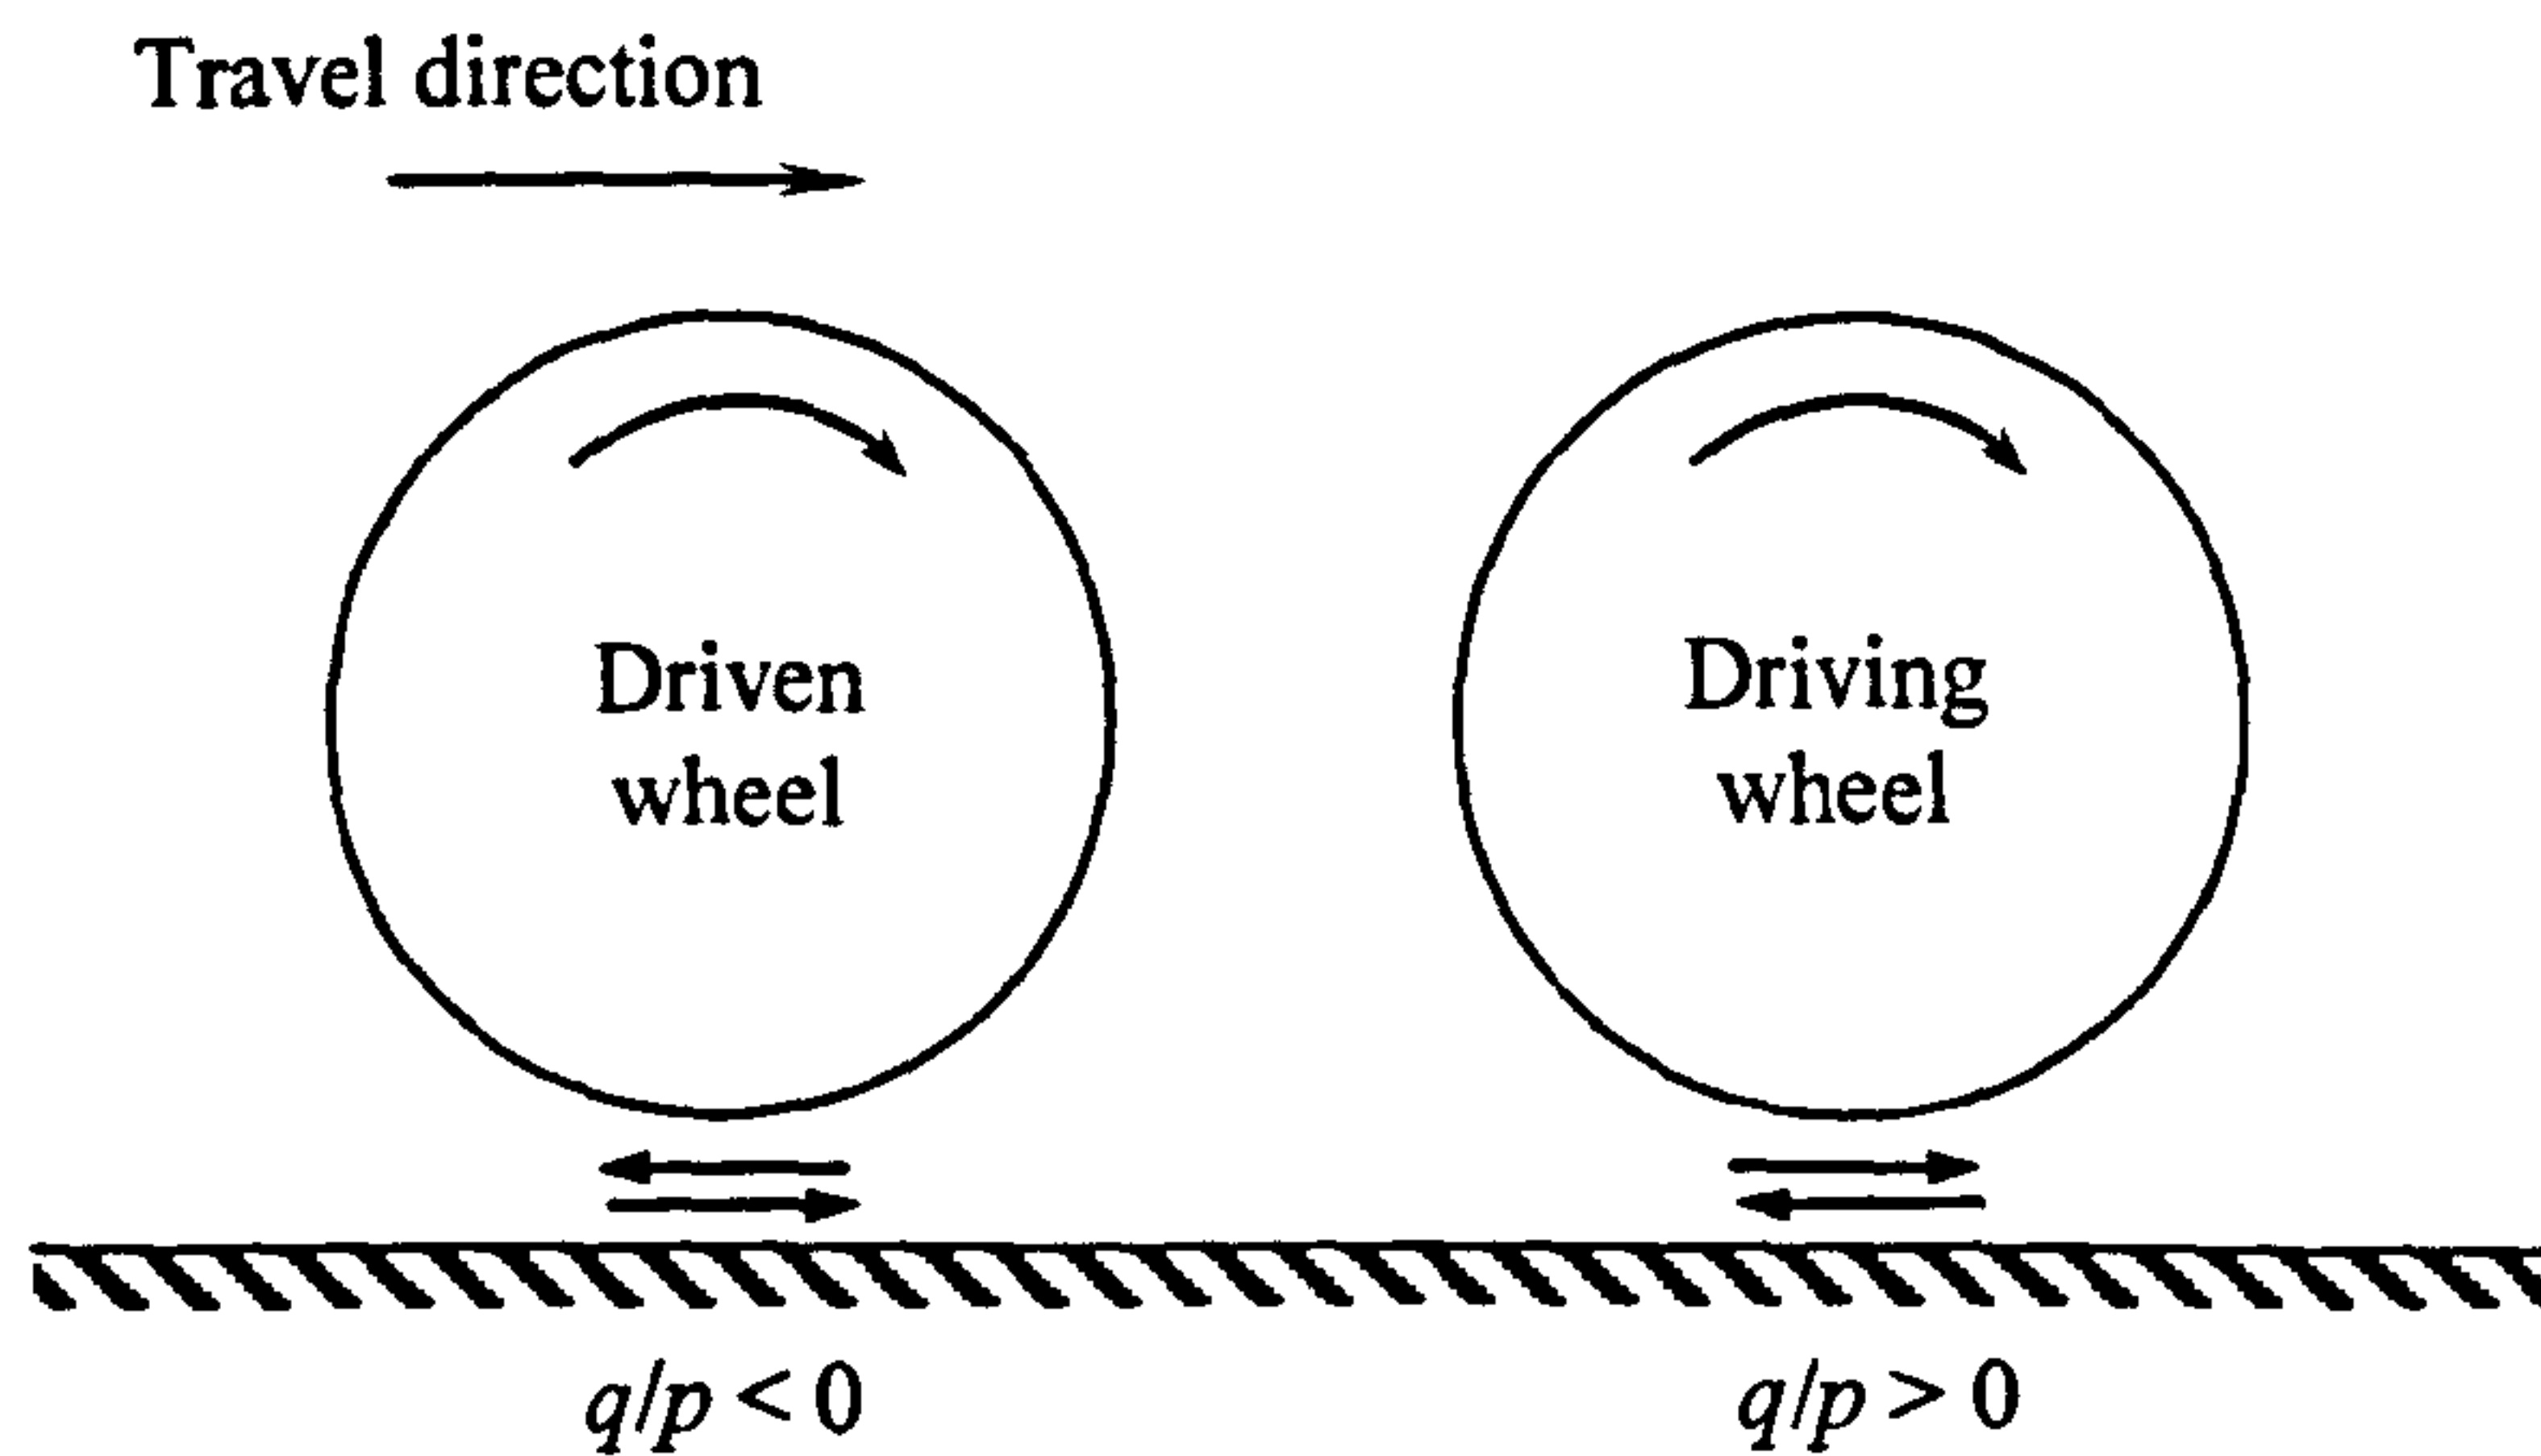 Travel direction
Driven
wheel
Driving
wheel
q/p < 0
q/p > 0